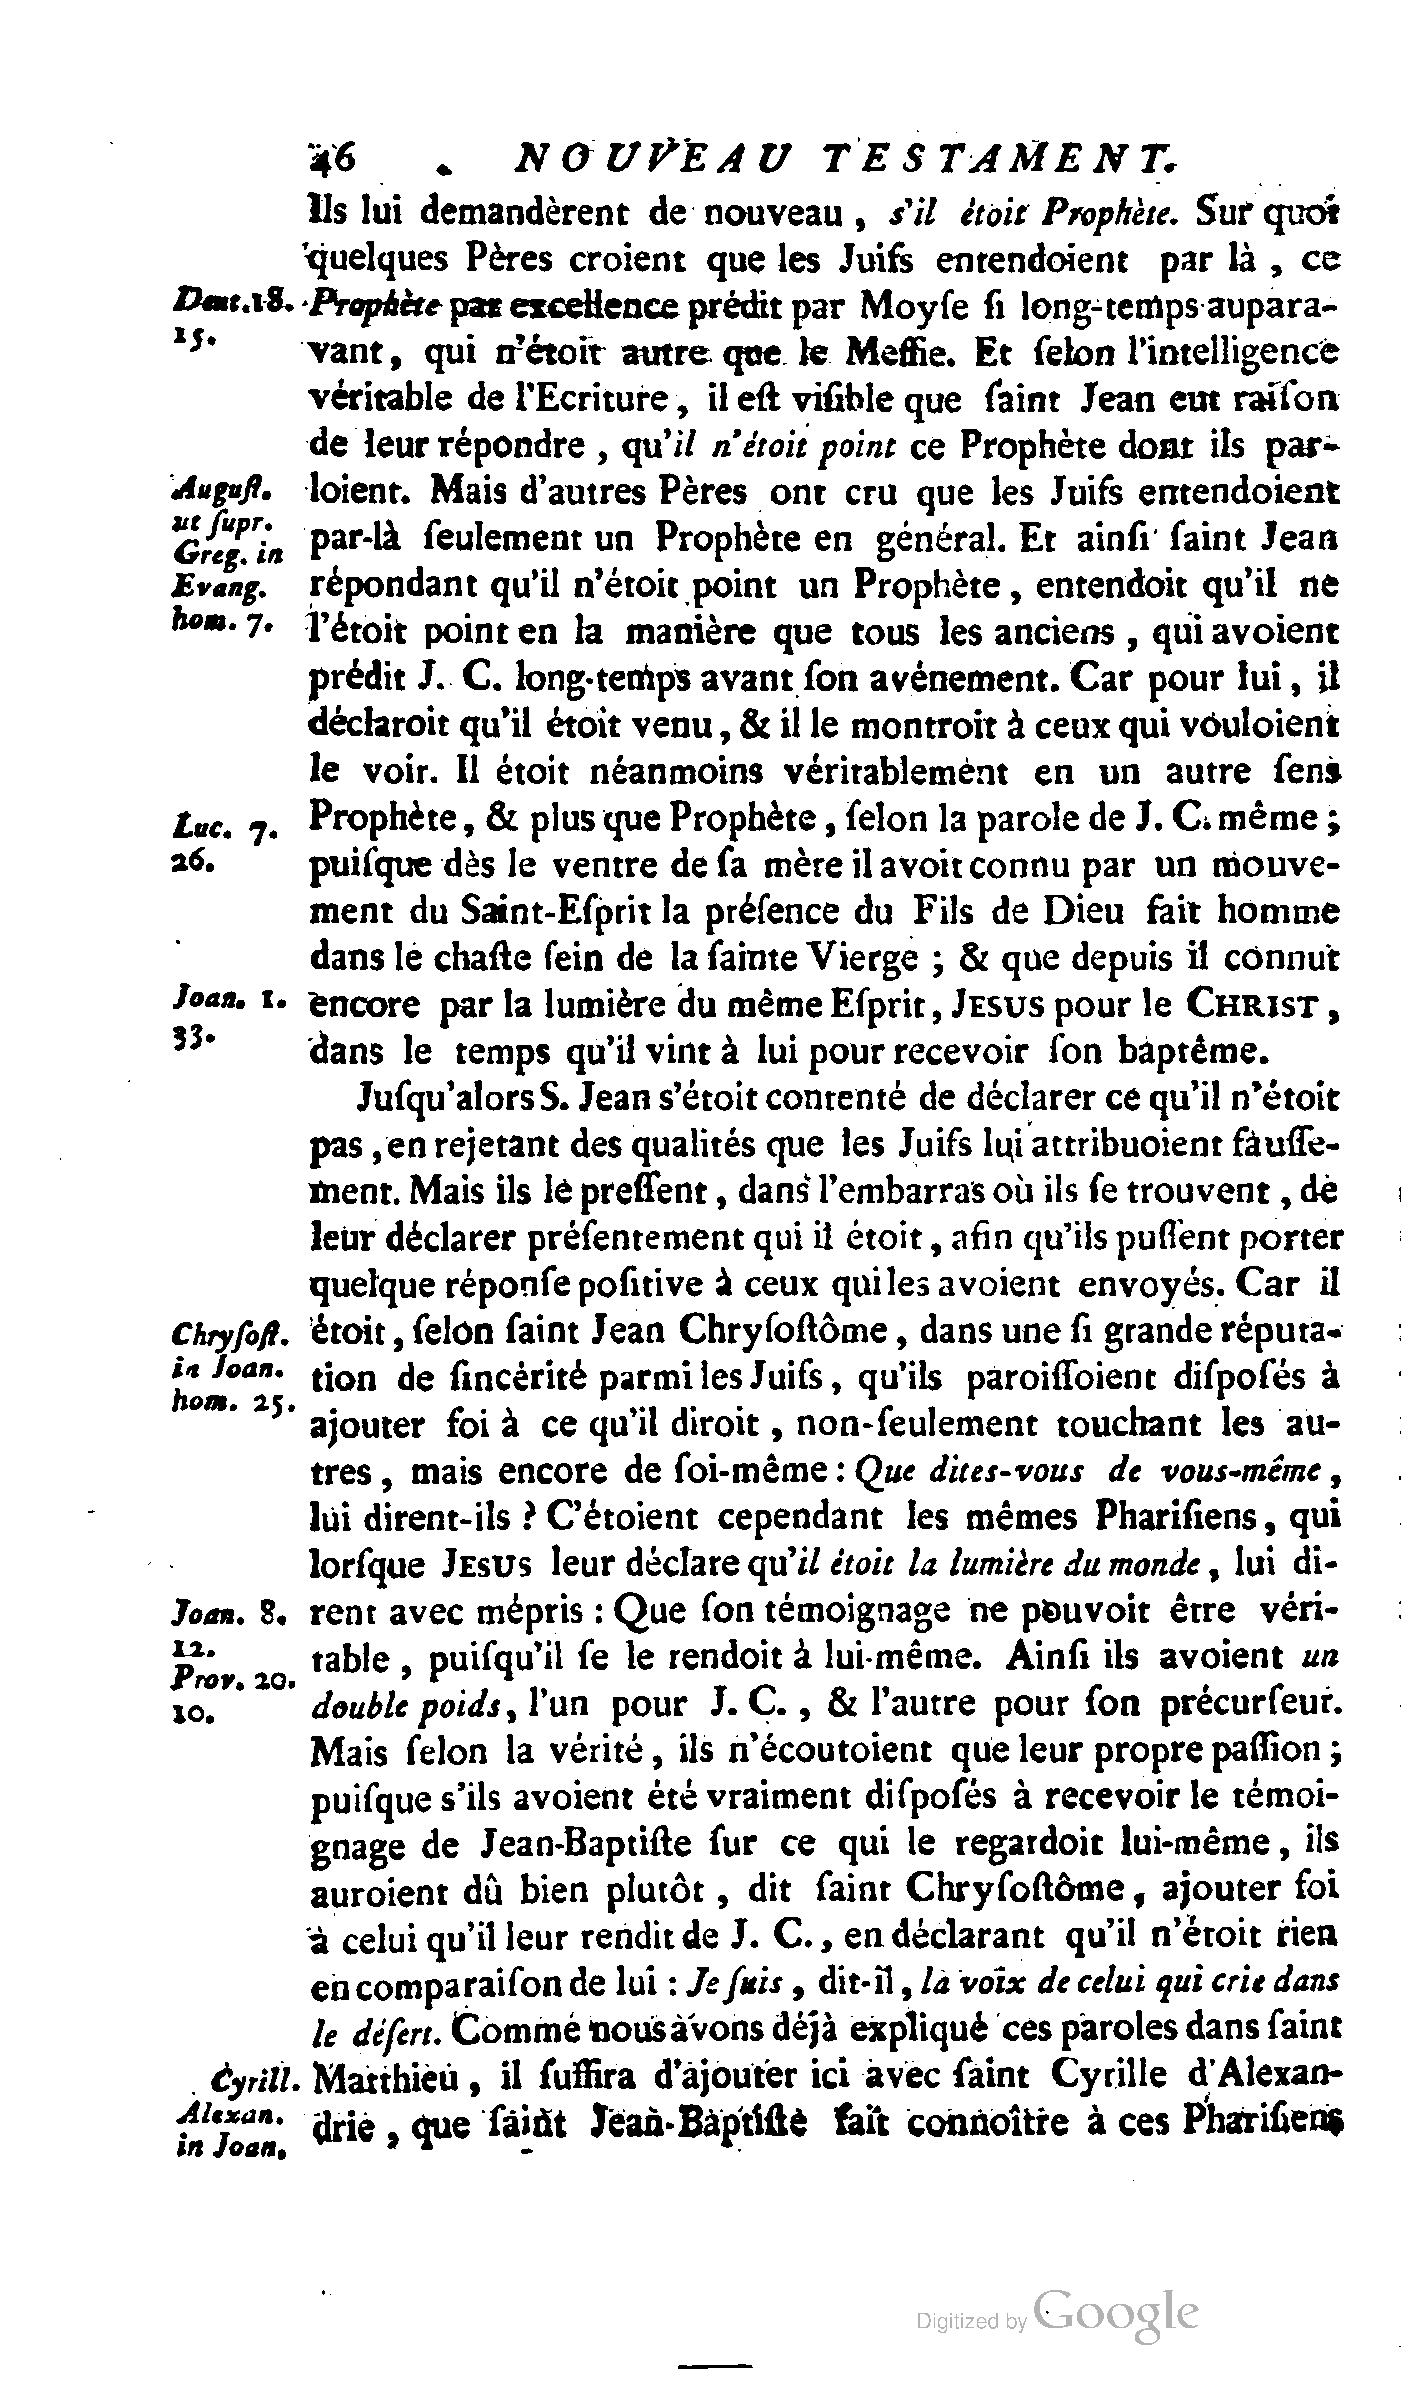 46 NOUVEAU TESTAMENT.
Ils lui demandèrent de nouveau, s'il étoit Prophète. Sur quoi
quelques Pères croient que les Juifs entendoient par là, ce
Deut.18. Prophète par excellence prédit par Moyſe ſi long-temps aupara-
15. vant, qui n'étoit autre que le Meſſie. Et ſelon l'intelligence
véritable de l'Ecriture, il eſt viſible que ſaint Jean eut raiſon
de leur répondre, qu'il n'étoit point ce Prophète dont ils par-
Auguſt. loient. Mais d'autres Pères ont cru que les Juifs entendoient
ut ſupr.
Greg. in par-là ſeulement un Prophète en général. Et ainſi ſaint Jean
Evang. répondant qu'il n'étoit point un Prophète, entendoit qu'il ne
hom. 7. l'étoit point en la manière que tous les anciens, qui avoient
prédit J. C. long-temps avant ſon avénement. Car pour lui, il
déclaroit qu'il étoit venu, & il le montroit à ceux qui vouloient
le voir. Il étoit néanmoins véritablement en un autre ſens
Luc. 7. Prophète, & plus que Prophète, ſelon la parole de J. C. même;
26. puiſque dès le ventre de ſa mère il avoit connu par un mouve-
ment du Saint-Eſprit la préſence du Fils de Dieu fait homme
dans le chaſte ſein de la ſainte Vierge; & que depuis il connut
Joan. 1. encore par la lumière du même Eſprit, JESUS pour le CHRIST,
33. dans le temps qu'il vint à lui pour recevoir ſon baptême.
Juſqu'alors S. Jean s'étoit contenté de déclarer ce qu'il n'étoit
pas, en rejetant des qualités que les Juifs lui attribuoient fauſſe-
ment. Mais ils le preſſent, dans l'embarras où ils ſe trouvent, de
leur déclarer préſentement qui il étoit, afin qu'ils puſſent porter
quelque réponſe poſitive à ceux qui les avoient envoyés. Car il
Chryſoſt. étoit, ſelon ſaint Jean Chryſoſtôme, dans une ſi grande réputa-
in Joan. tion de ſincérité parmi les Juifs, qu'ils paroiſſoient diſpoſés à
hom. 25. ajouter foi à ce qu'il diroit, non-ſeulement touchant les au-
tres, mais encore de ſoi-même: Que dites-vous de vous-même,
lui dirent-ils? C'étoient cependant les mêmes Phariſiens, qui
lorſque JESUS leur déclare qu'il étoit la lumière du monde, lui di-
Joan. 8. rent avec mépris: Que ſon témoignage ne pouvoit être véri-
12. table, puiſqu'il ſe le rendoit à lui-même. Ainſi ils avoient un
Prov. 20.
10. double poids, l'un pour J. C., & l'autre pour ſon précurſeur.
Mais ſelon la vérité, ils n'écoutoient que leur propre paſſion;
puiſque s'ils avoient été vraiment diſpoſés à recevoir le témoi-
gnage de Jean-Baptiſte ſur ce qui le regardoit lui-même, ils
auroient dû bien plutôt, dit ſaint Chryſoſtôme, ajouter foi
à celui qu'il leur rendit de J. C., en déclarant qu'il n'étoit rien
en comparaiſon de lui: Je ſuis, dit-il, la voix de celui qui crie dans
le déſert. Comme nous avons déjà expliqué ces paroles dans ſaint
Cyrill. Matthieu, il ſuffira d'ajouter ici avec ſaint Cyrille d'Alexan-
Alexan. drie, que ſaint Jean-Baptiſte fait connoître à ces Phariſiens
in Joan.
Digitized by Google